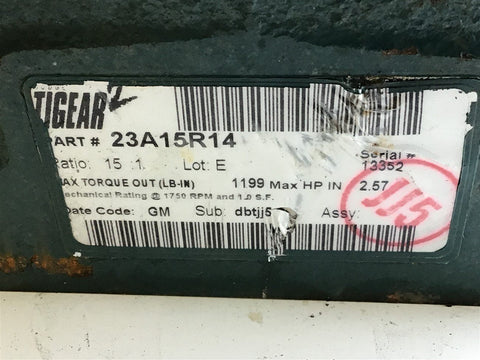 TIGEAR 2
PART # 23A15R14
Ratio: 15 :1 Lot: E Serial #
13352
MAX TORQUE OUT (LB-IN) 1199 Max HP IN 2.57
Mechanical Rating @ 1750 RPM and 1.0 S.F.
Date Code: GM Sub: dbtjj5 Assy:
JJ5